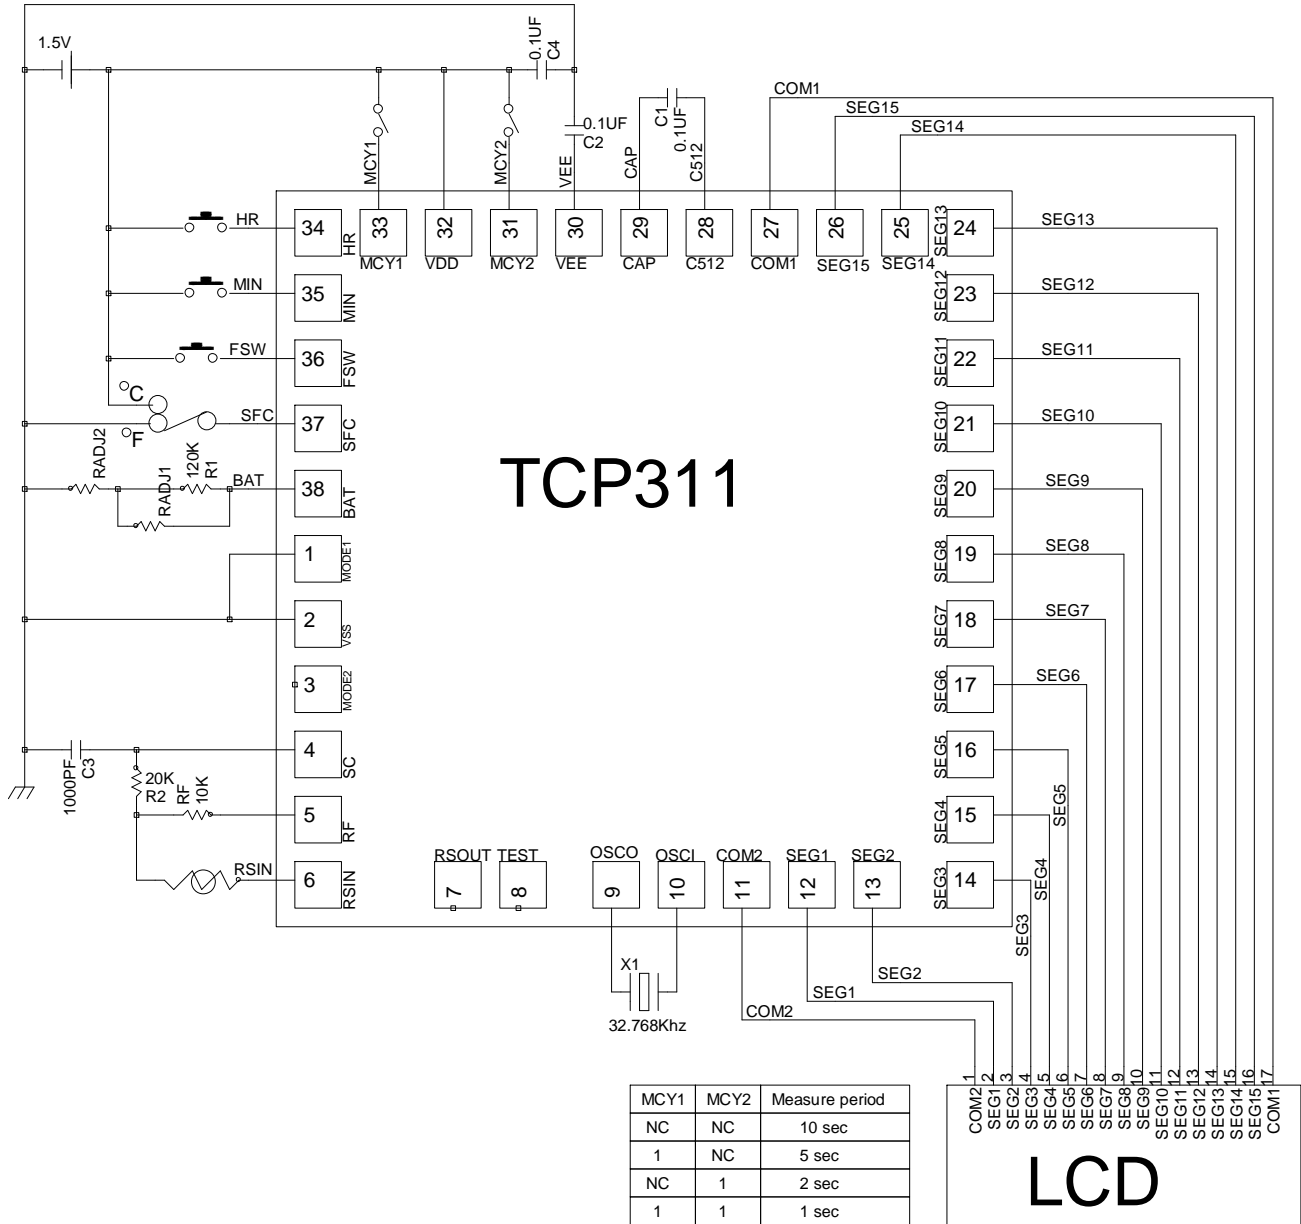 1.5V
0.1UF
C4
0.1UF
C2
C1
0.1UF
MCY1
MCY2
VEE
CAP
C512
COM1
SEG15
SEG14
33
32
31
30
29
28
27
26
25
MCY1
VDD
MCY2
VEE
CAP
C512
COM1
SEG15
SEG14
HR
34
HR
MIN
35
MIN
FSW
36
FSW
°C
°F
SFC
37
SFC
RADJ2
RADJ1
120K
R1
BAT
38
BAT
1
MODE1
2
VSS
3
MODE2
1000PF
C3
4
SC
20K
R2
RF
10K
5
RF
RSIN
6
RSIN
TCP311
SEG13
24
SEG13
SEG12
23
SEG12
SEG11
22
SEG11
SEG10
21
SEG10
SEG9
20
SEG9
SEG8
19
SEG8
SEG7
18
SEG7
SEG6
17
SEG6
SEG5
16
SEG5
SEG4
15
SEG4
SEG3
14
SEG3
RSOUT
TEST
OSCO
OSCI
COM2
SEG1
SEG2
7
8
9
10
11
12
13
X1
32.768Khz
SEG2
SEG1
COM2
MCY1 MCY2 Measure period
NC NC 10 sec
1 NC 5 sec
NC 1 2 sec
1 1 1 sec
1 2 3 4 5 6 7 8 9 10 11 12 13 14 15 16 17
COM2
SEG1
SEG2
SEG3
SEG4
SEG5
SEG6
SEG7
SEG8
SEG9
SEG10
SEG11
SEG12
SEG13
SEG14
SEG15
COM1
LCD